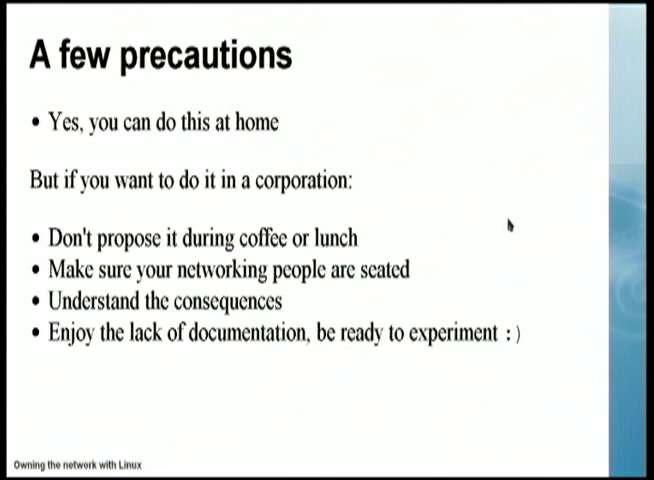 A few precautions
• Yes, you can do this at home
But if you want to do it in a corporation:
• Don't propose it during coffee or lunch
• Make sure your networking people are seated
• Understand the consequences
• Enjoy the lack of documentation, be ready to experiment : )
Owning the network with Linux